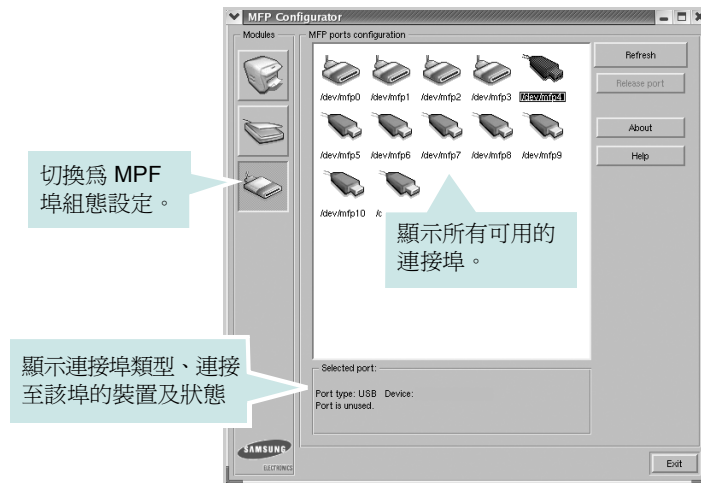 MFP Configurator
Modules
MFP ports configuration
Refresh
Release port
About
Help
/dev/mfp0 /dev/mfp1 /dev/mfp2 /dev/mfp3 /dev/mfp4
/dev/mfp5 /dev/mfp6 /dev/mfp7 /dev/mfp8 /dev/mfp9
/dev/mfp10
切換為 MPF
埠組態設定。
顯示所有可用的
連接埠。
顯示連接埠類型、連接
至該埠的裝置及狀態
Selected port:
Port type: USB Device:
Port is unused.
SAMSUNG
ELECTRONICS
Exit